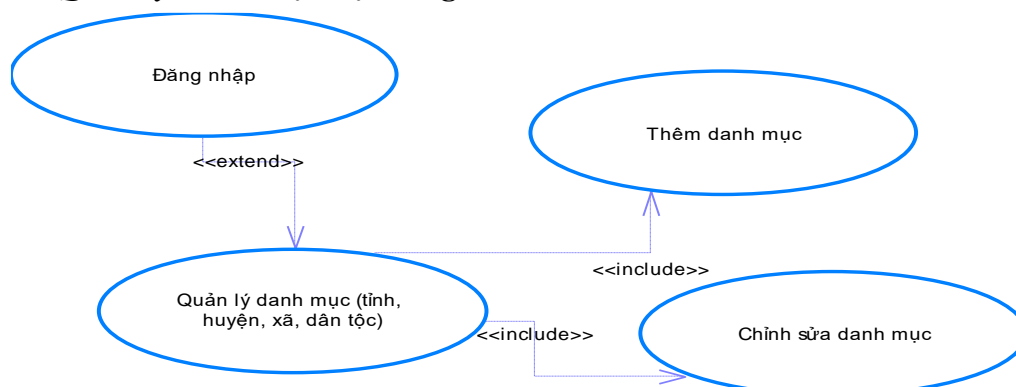 Đăng nhập
Thêm danh mục
<<extend>>
<<include>>
Quản lý danh mục (tỉnh,
huyện, xã, dân tộc)
<<include>>
Chỉnh sửa danh mục